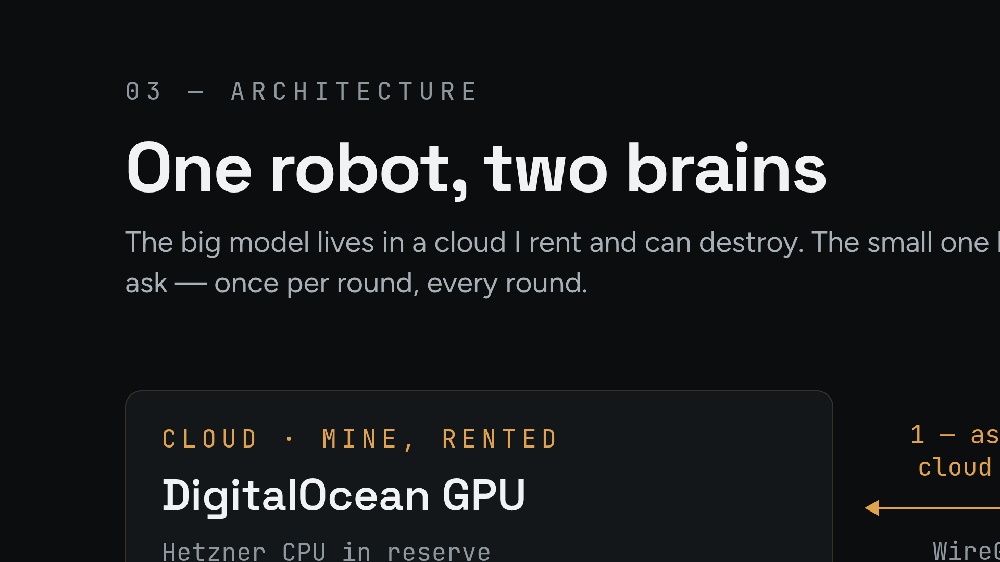 03 — ARCHITECTURE
One robot, two brains
The big model lives in a cloud I rent and can destroy. The small one
ask — once per round, every round.
CLOUD · MINE, RENTED
1 — as
cloud
DigitalOcean GPU
Hetzner CPU in reserve